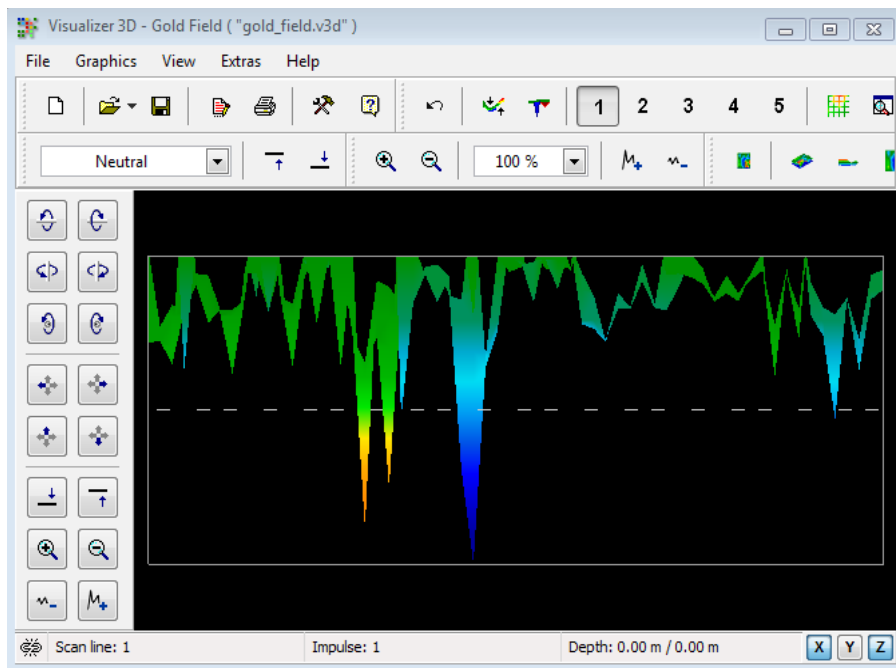 Visualizer 3D - Gold Field ( "gold_field.v3d" )
File Graphics View Extras Help
1 2 3 4 5
Neutral 100 %
Scan line: 1 Impulse: 1 Depth: 0.00 m / 0.00 m X Y Z